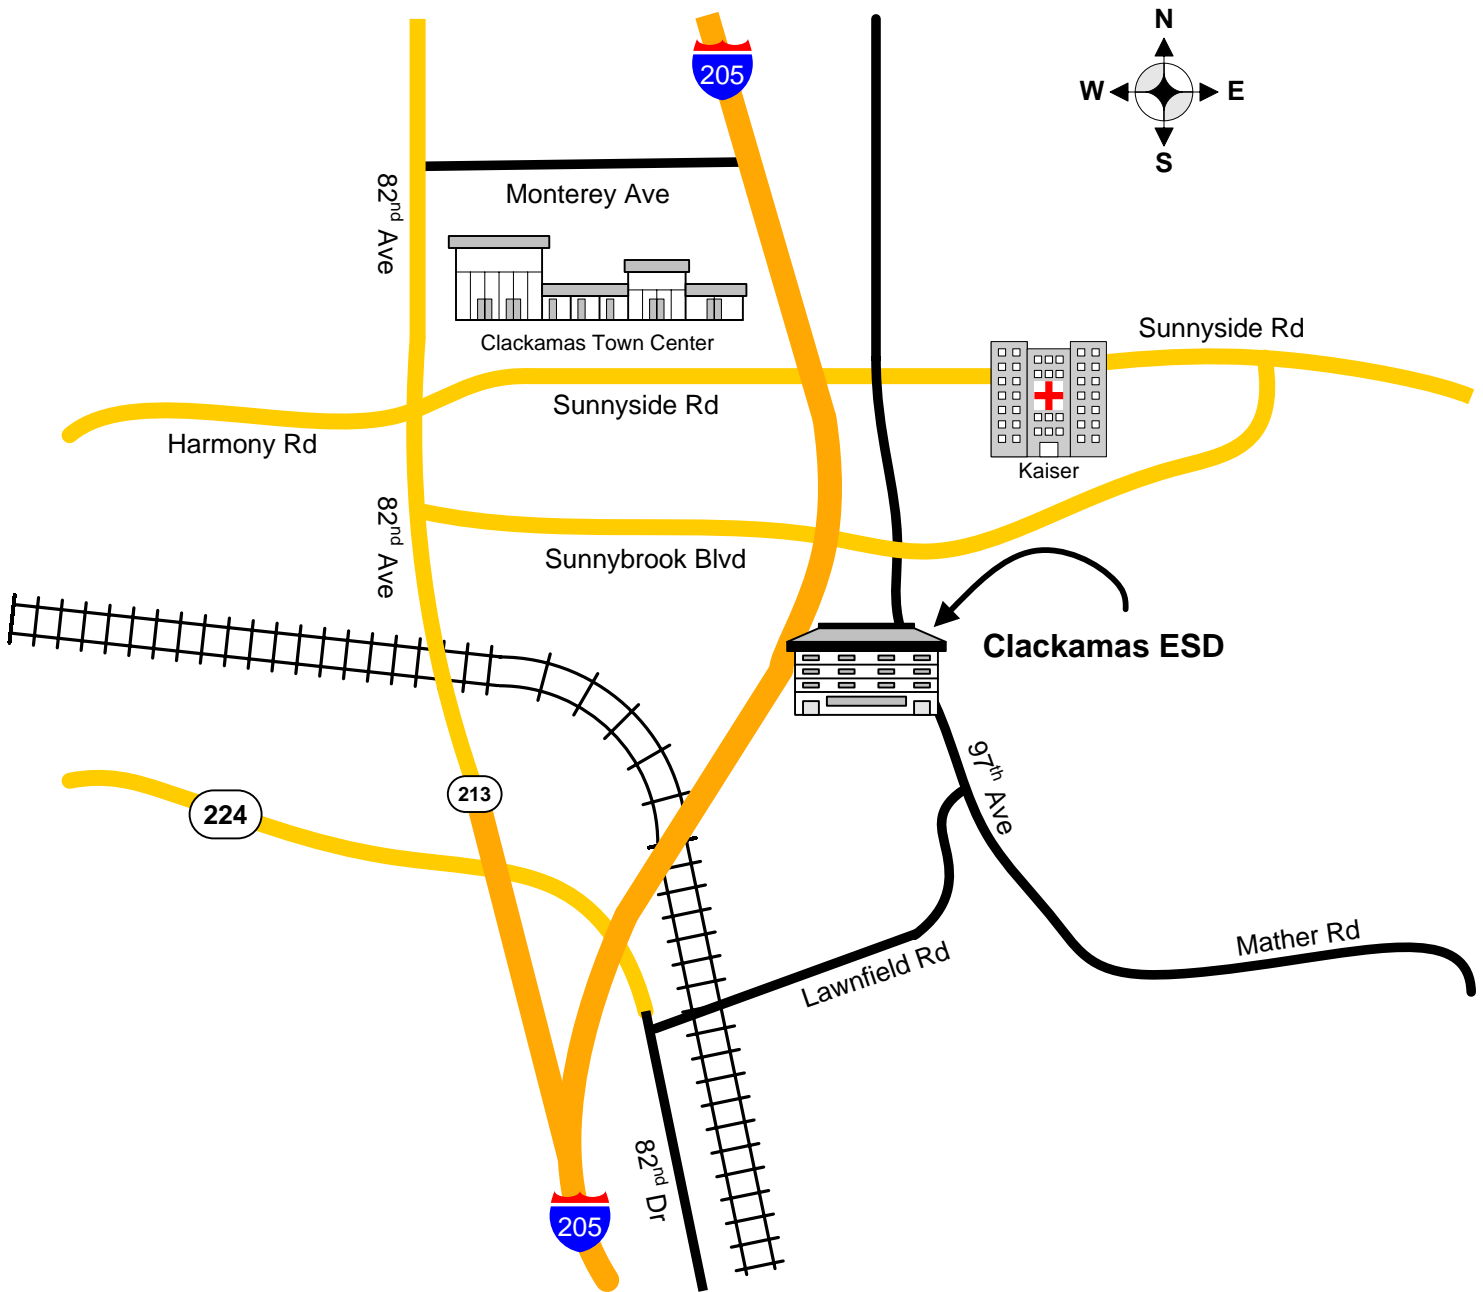 N
205
W E
S
82nd Ave
Monterey Ave
Clackamas Town Center
Sunnyside Rd
Sunnyside Rd
Harmony Rd
Kaiser
82nd Ave
Sunnybrook Blvd
Clackamas ESD
97th Ave
213
224
Mather Rd
Lawnfield Rd
82nd Dr
205